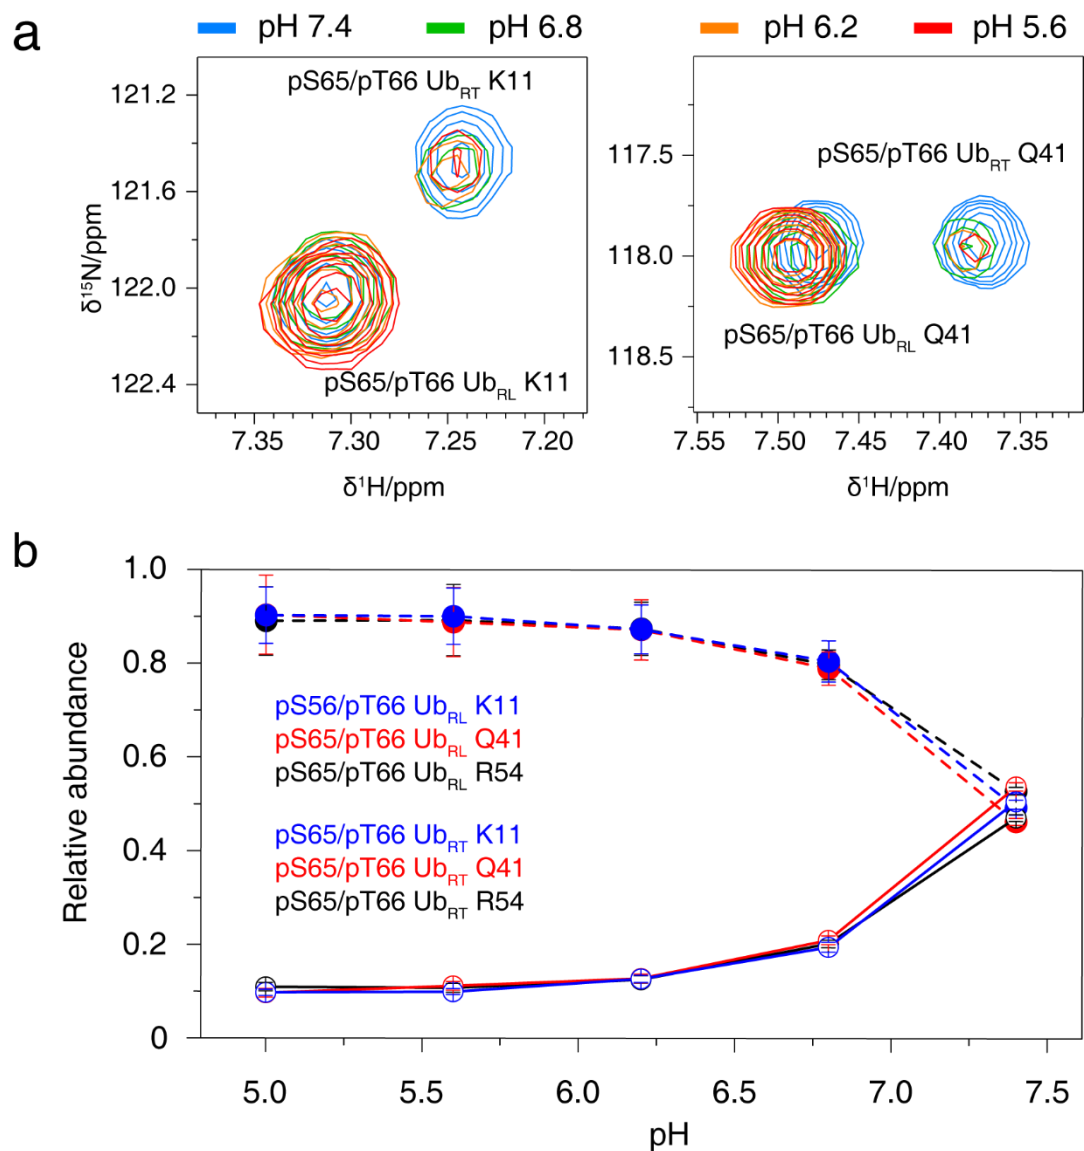 a
pH 7.4 pH 6.8 pH 6.2 pH 5.6
pS65/pT66 UbRT K11
121.2
121.6
122.0
122.4
δ15N/ppm
pS65/pT66 UbRL K11
7.35 7.30 7.25 7.20
δ1H/ppm
117.5
118.0
118.5
pS65/pT66 UbRT Q41
pS65/pT66 UbRL Q41
7.55 7.50 7.45 7.40 7.35
δ1H/ppm
b
1.0
0.8
0.6
0.4
0.2
0
Relative abundance
pS56/pT66 UbRL K11
pS65/pT66 UbRL Q41
pS65/pT66 UbRL R54
pS65/pT66 UbRT K11
pS65/pT66 UbRT Q41
pS65/pT66 UbRT R54
5.0 5.5 6.0 6.5 7.0 7.5
pH